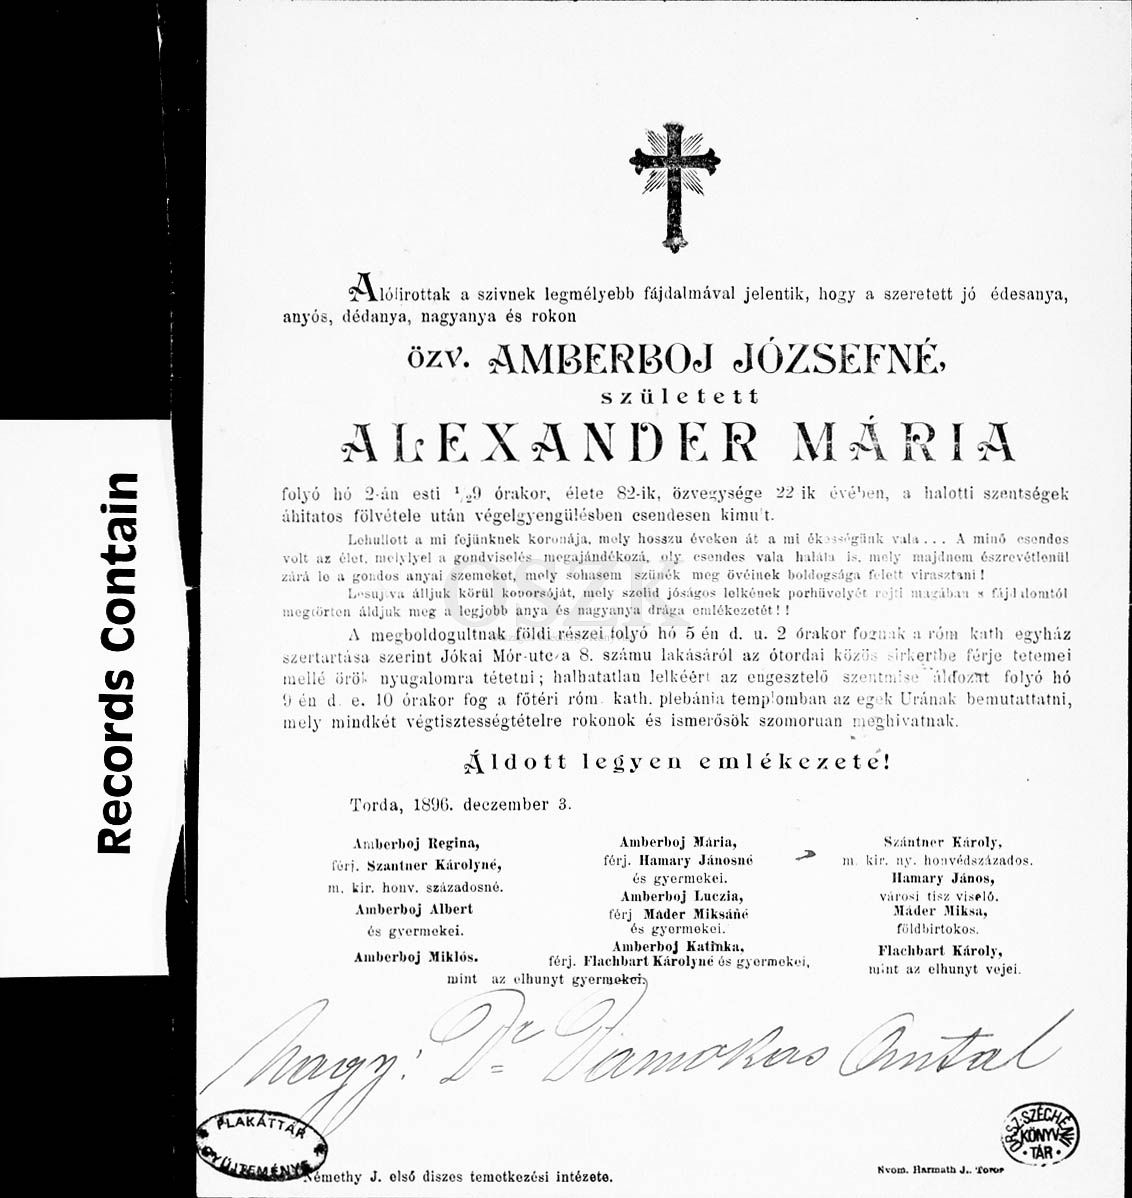 Records Contain
Alólirottak a szivnek legmélyebb fájdalmával jelentik, hogy a szeretett jó édesanya,
anyós, dédanya, nagyanya és rokon
özv. AMBERBOJ JÓZSEFNÉ,
született
ALEXANDER MÁRIA
folyó hó 2-án esti ½9 órakor, élete 82-ik, özvegysége 22 ik évében, a halotti szentségek
áhitatos fölvétele után végelgyengülésben csendesen kimult.
Lehullott a mi fejünknek koronája, mely hosszu éveken át a mi ékességünk vala... A minő csendes
volt az élet, melylyel a gondviselés megajándékozá, oly csendes vala halála is, mely majdnem észrevétlenül
zárá le a gondos anyai szemeket, mely sohasem szünék meg övéinek boldogsága felett virasztani!
Lesujtva álljuk körül koporsóját, mely szelid jóságos lelkének porhüvelyét rejti magában s fájdalomtól
megtörten áldjuk meg a legjobb anya és nagyanya drága emlékezetét!!
A megboldogultnak földi részei folyó hó 5 én d. u. 2 órakor fognak a róm kath egyház
szertartása szerint Jókai Mór-utcza 8. számu lakásáról az ótordai közös sirkertbe férje tetemei
mellé örök nyugalomra tétetni; halhatatlan lelkéért az engesztelő szentmise áldozat folyó hó
9 én d. e. 10 órakor fog a főtéri róm. kath. plebánia templomban az egek Urának bemutattatni,
mely mindkét végtisztességtételre rokonok és ismerősök szomoruan meghivatnak.
Áldott legyen emlékezete!
Torda, 1896. deczember 3.
Amberboj Regina,
férj. Szantner Károlyné,
m. kir. honv. századosné.
Amberboj Albert
és gyermekei.
Amberboj Miklós.
Amberboj Mária,
férj. Hamary Jánosné
és gyermekei.
Amberboj Luczia,
férj Máder Miksáné
és gyermekei.
Amberboj Katinka,
férj. Flachbart Károlyné és gyermekei,
mint az elhunyt gyermekei.
Szántner Károly,
m. kir. ny. honvédszázados.
Hamary János,
városi tisz viselő.
Máder Miksa,
földbirtokos.
Flachbart Károly,
mint az elhunyt vejei.
Nagy: Dr Damokos Antal
PLAKÁTTÁR
GYŰJTEMÉNYE
ORSZ. SZÉCHÉNYI
KÖNYV
TÁR
Némethy J. első diszes temetkezési intézete.
Nyom. Harmath J.,
OSZK